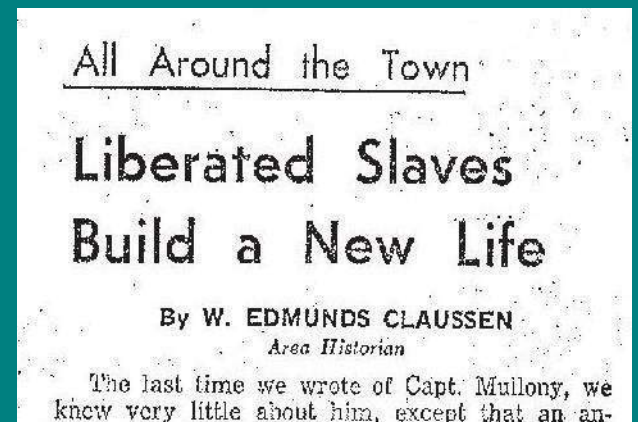 All Around the Town
Liberated Slaves
Build a New Life
By W. EDMUNDS CLAUSSEN
Area Historian
The last time we wrote of Capt. Mullony, we
knew very little about him, except that an an-